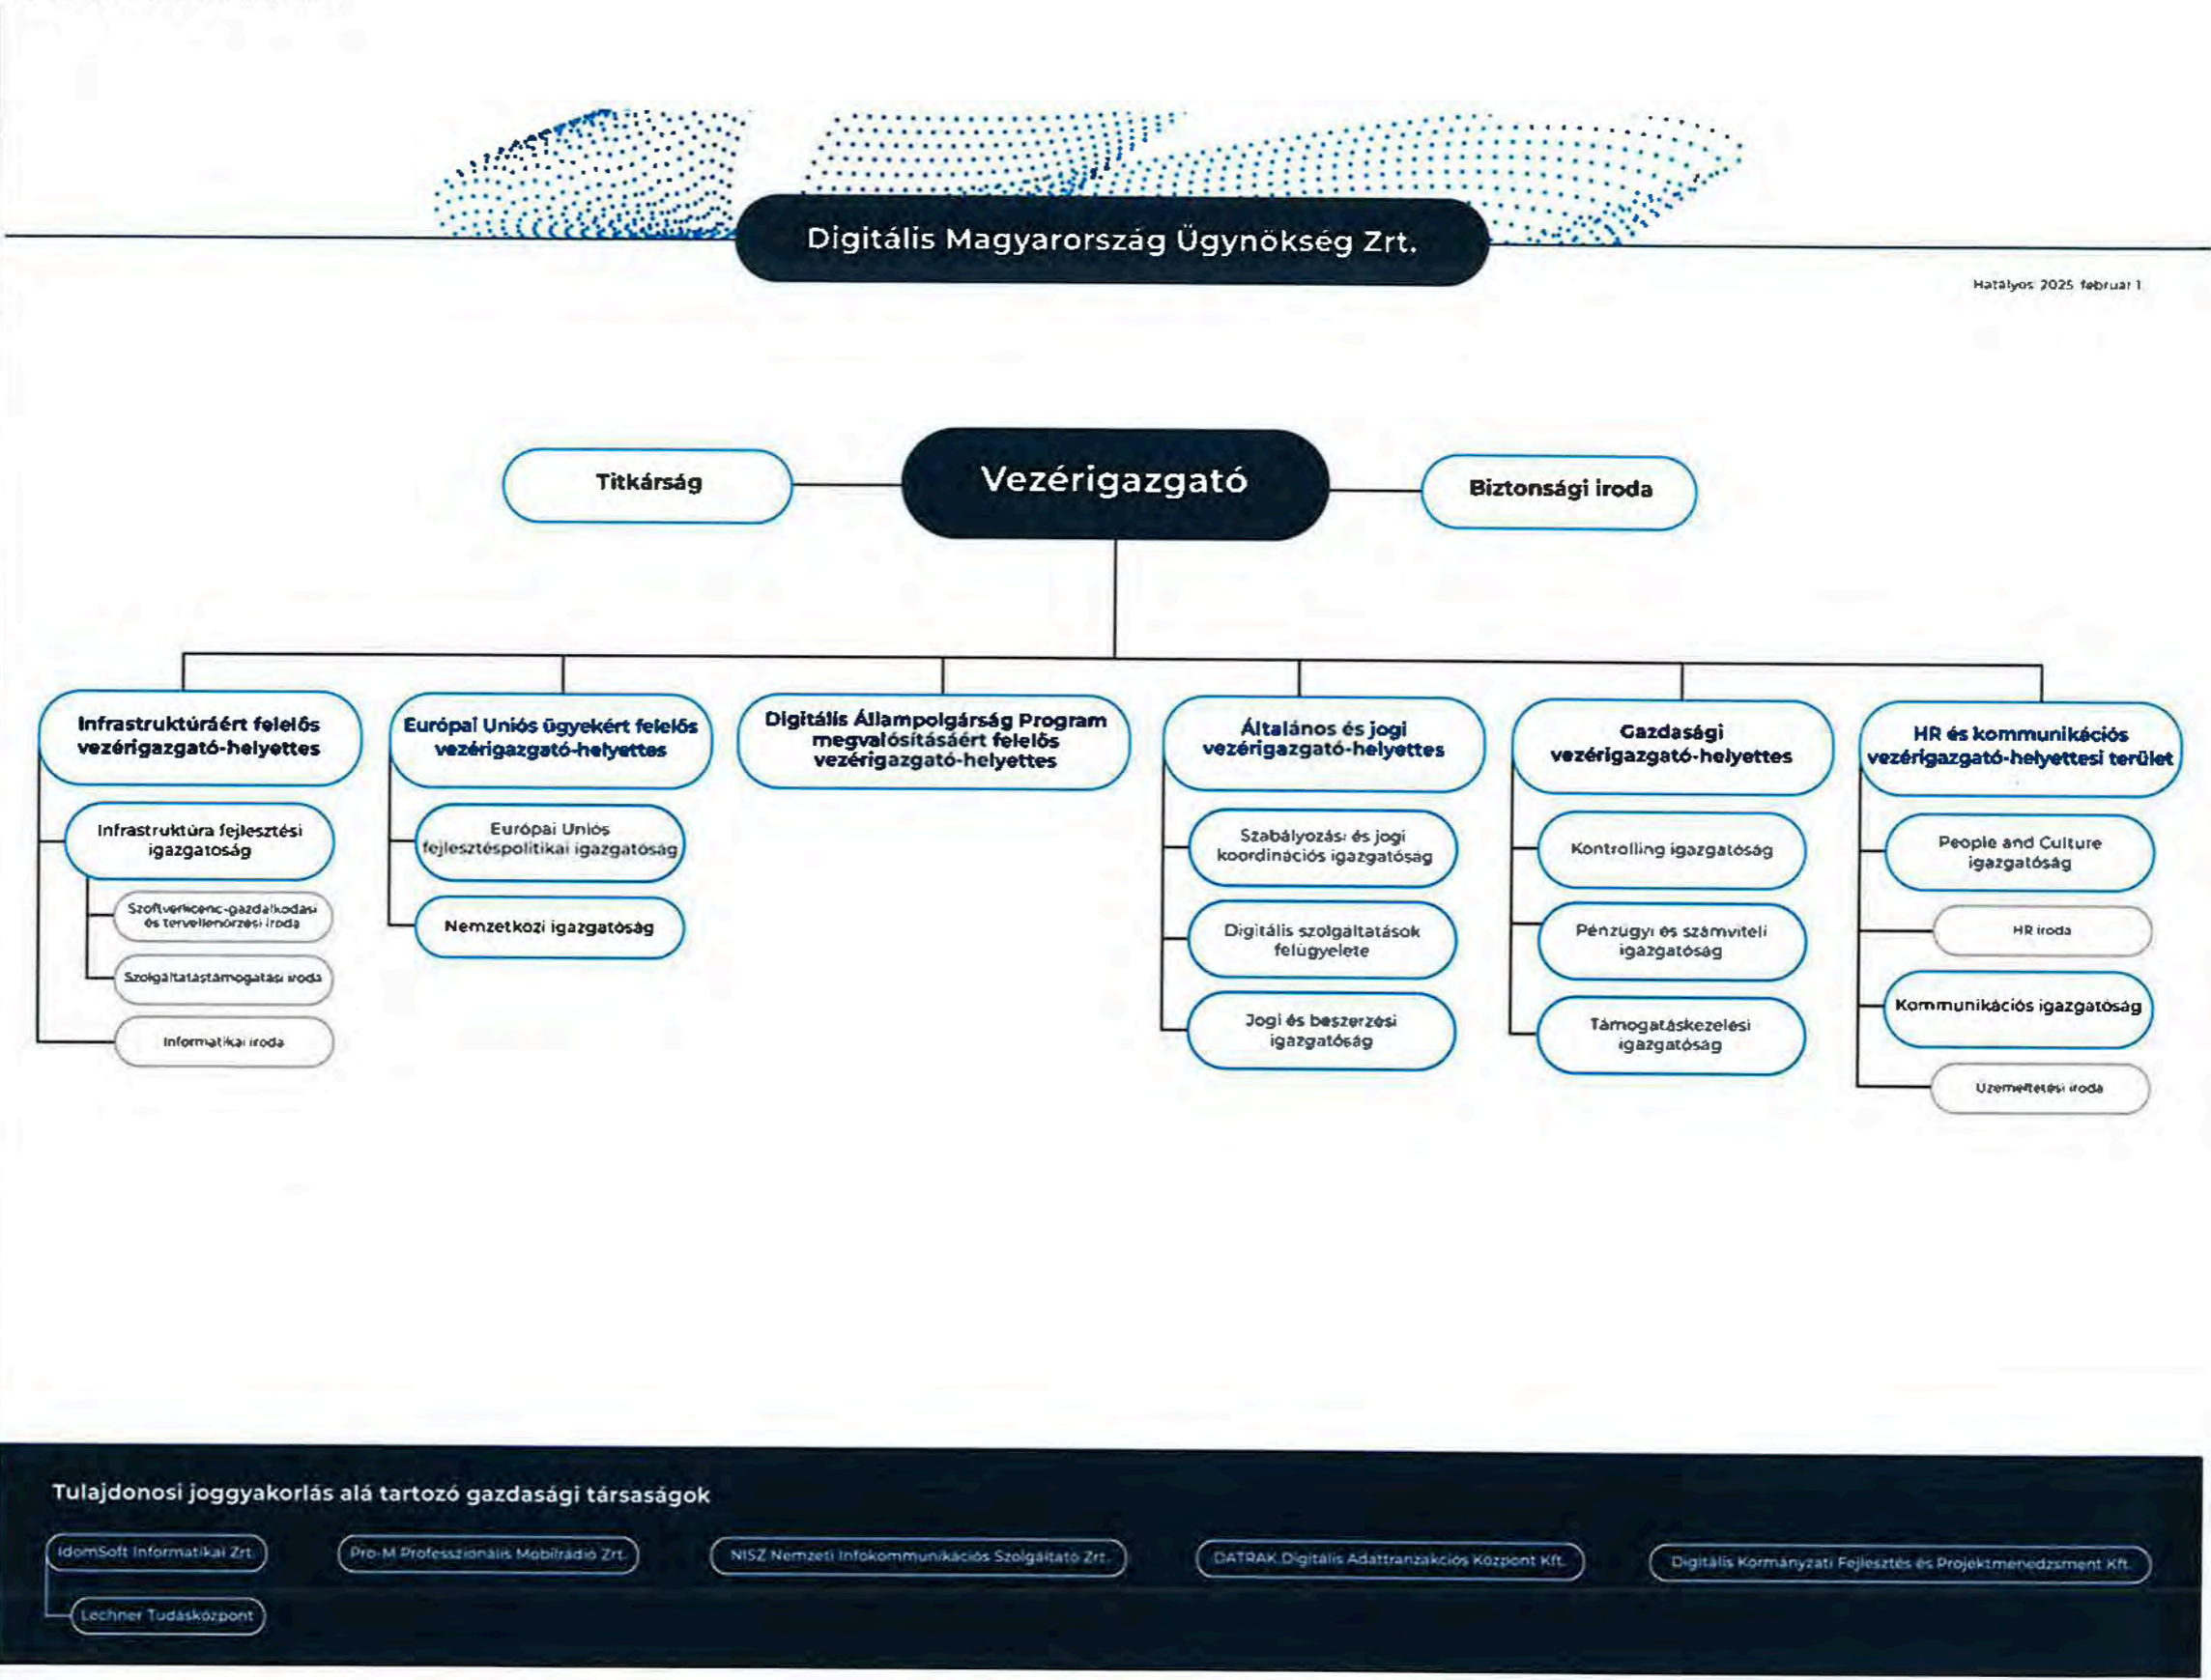 Digitális Magyarország Ügynökség Zrt.
Hatályos 2025 február 1
Titkárság
Vezérigazgató
Biztonsági iroda
Infrastruktúráért felelős
vezérigazgató-helyettes
Infrastruktúra fejlesztési
igazgatóság
Szoftverlicenc-gazdálkodási
és tervellenőrzési iroda
Szolgáltatástámogatási iroda
Informatikai iroda
Európai Uniós ügyekért felelős
vezérigazgató-helyettes
Európai Uniós
fejlesztéspolitikai igazgatóság
Nemzetközi igazgatóság
Digitális Állampolgárság Program
megvalósításáért felelős
vezérigazgató-helyettes
Általános és jogi
vezérigazgató-helyettes
Szabályozási és jogi
koordinációs igazgatóság
Digitális szolgáltatások
felügyelete
Jogi és beszerzési
igazgatóság
Gazdasági
vezérigazgató-helyettes
Kontrolling igazgatóság
Pénzügyi és számviteli
igazgatóság
Támogatáskezelési
igazgatóság
HR és kommunikációs
vezérigazgató-helyettesi terület
People and Culture
igazgatóság
HR iroda
Kommunikációs igazgatóság
Üzemeltetési iroda
Tulajdonosi joggyakorlás alá tartozó gazdasági társaságok
IdomSoft Informatikai Zrt.
Pro-M Professzionális Mobilrádió Zrt.
NISZ Nemzeti Infokommunikációs Szolgáltató Zrt.
DATRAK Digitális Adattranzakciós Központ Kft.
Digitális Kormányzati Fejlesztés és Projektmenedzsment Kft.
Lechner Tudásközpont